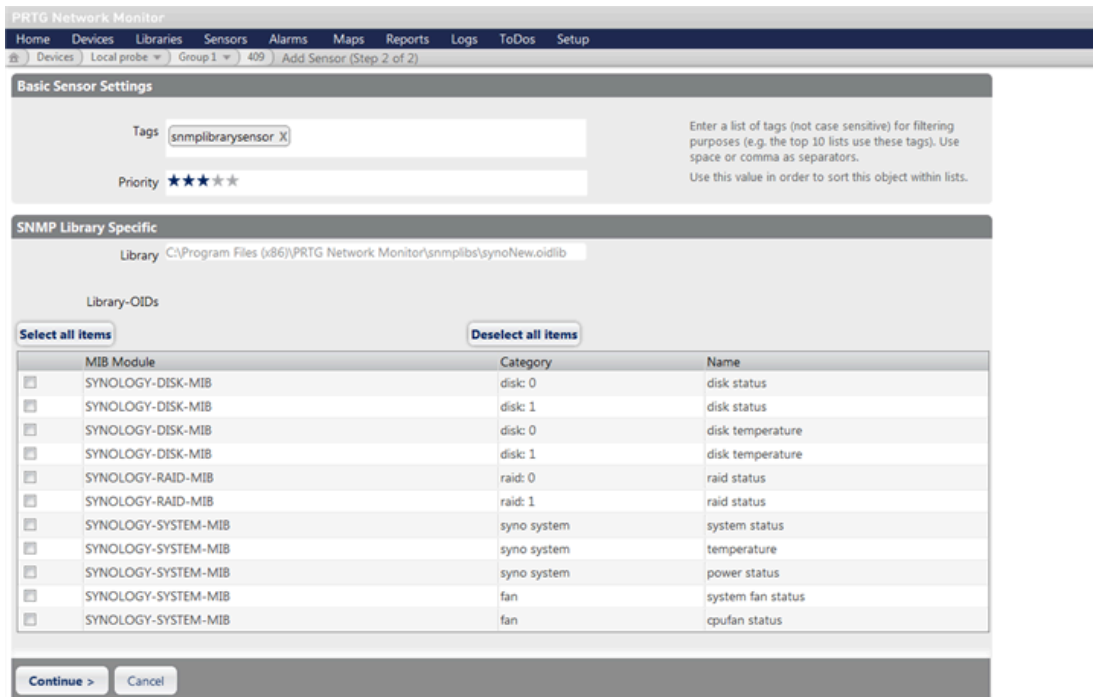 PRTG Network Monitor
Home Devices Libraries Sensors Alarms Maps Reports Logs ToDos Setup
Devices Local probe Group 1 409 Add Sensor (Step 2 of 2)
Basic Sensor Settings
Tags snmplibrarysensor X
Enter a list of tags (not case sensitive) for filtering
purposes (e.g. the top 10 lists use these tags). Use
space or comma as separators.
Priority ★★★★★
Use this value in order to sort this object within lists.
SNMP Library Specific
Library C:\Program Files (x86)\PRTG Network Monitor\snmplibs\synoNew.oidlib
Library-OIDs
Select all items Deselect all items
MIB Module Category Name
SYNOLOGY-DISK-MIB disk: 0 disk status
SYNOLOGY-DISK-MIB disk: 1 disk status
SYNOLOGY-DISK-MIB disk: 0 disk temperature
SYNOLOGY-DISK-MIB disk: 1 disk temperature
SYNOLOGY-RAID-MIB raid: 0 raid status
SYNOLOGY-RAID-MIB raid: 1 raid status
SYNOLOGY-SYSTEM-MIB syno system system status
SYNOLOGY-SYSTEM-MIB syno system temperature
SYNOLOGY-SYSTEM-MIB syno system power status
SYNOLOGY-SYSTEM-MIB fan system fan status
SYNOLOGY-SYSTEM-MIB fan cpufan status
Continue > Cancel